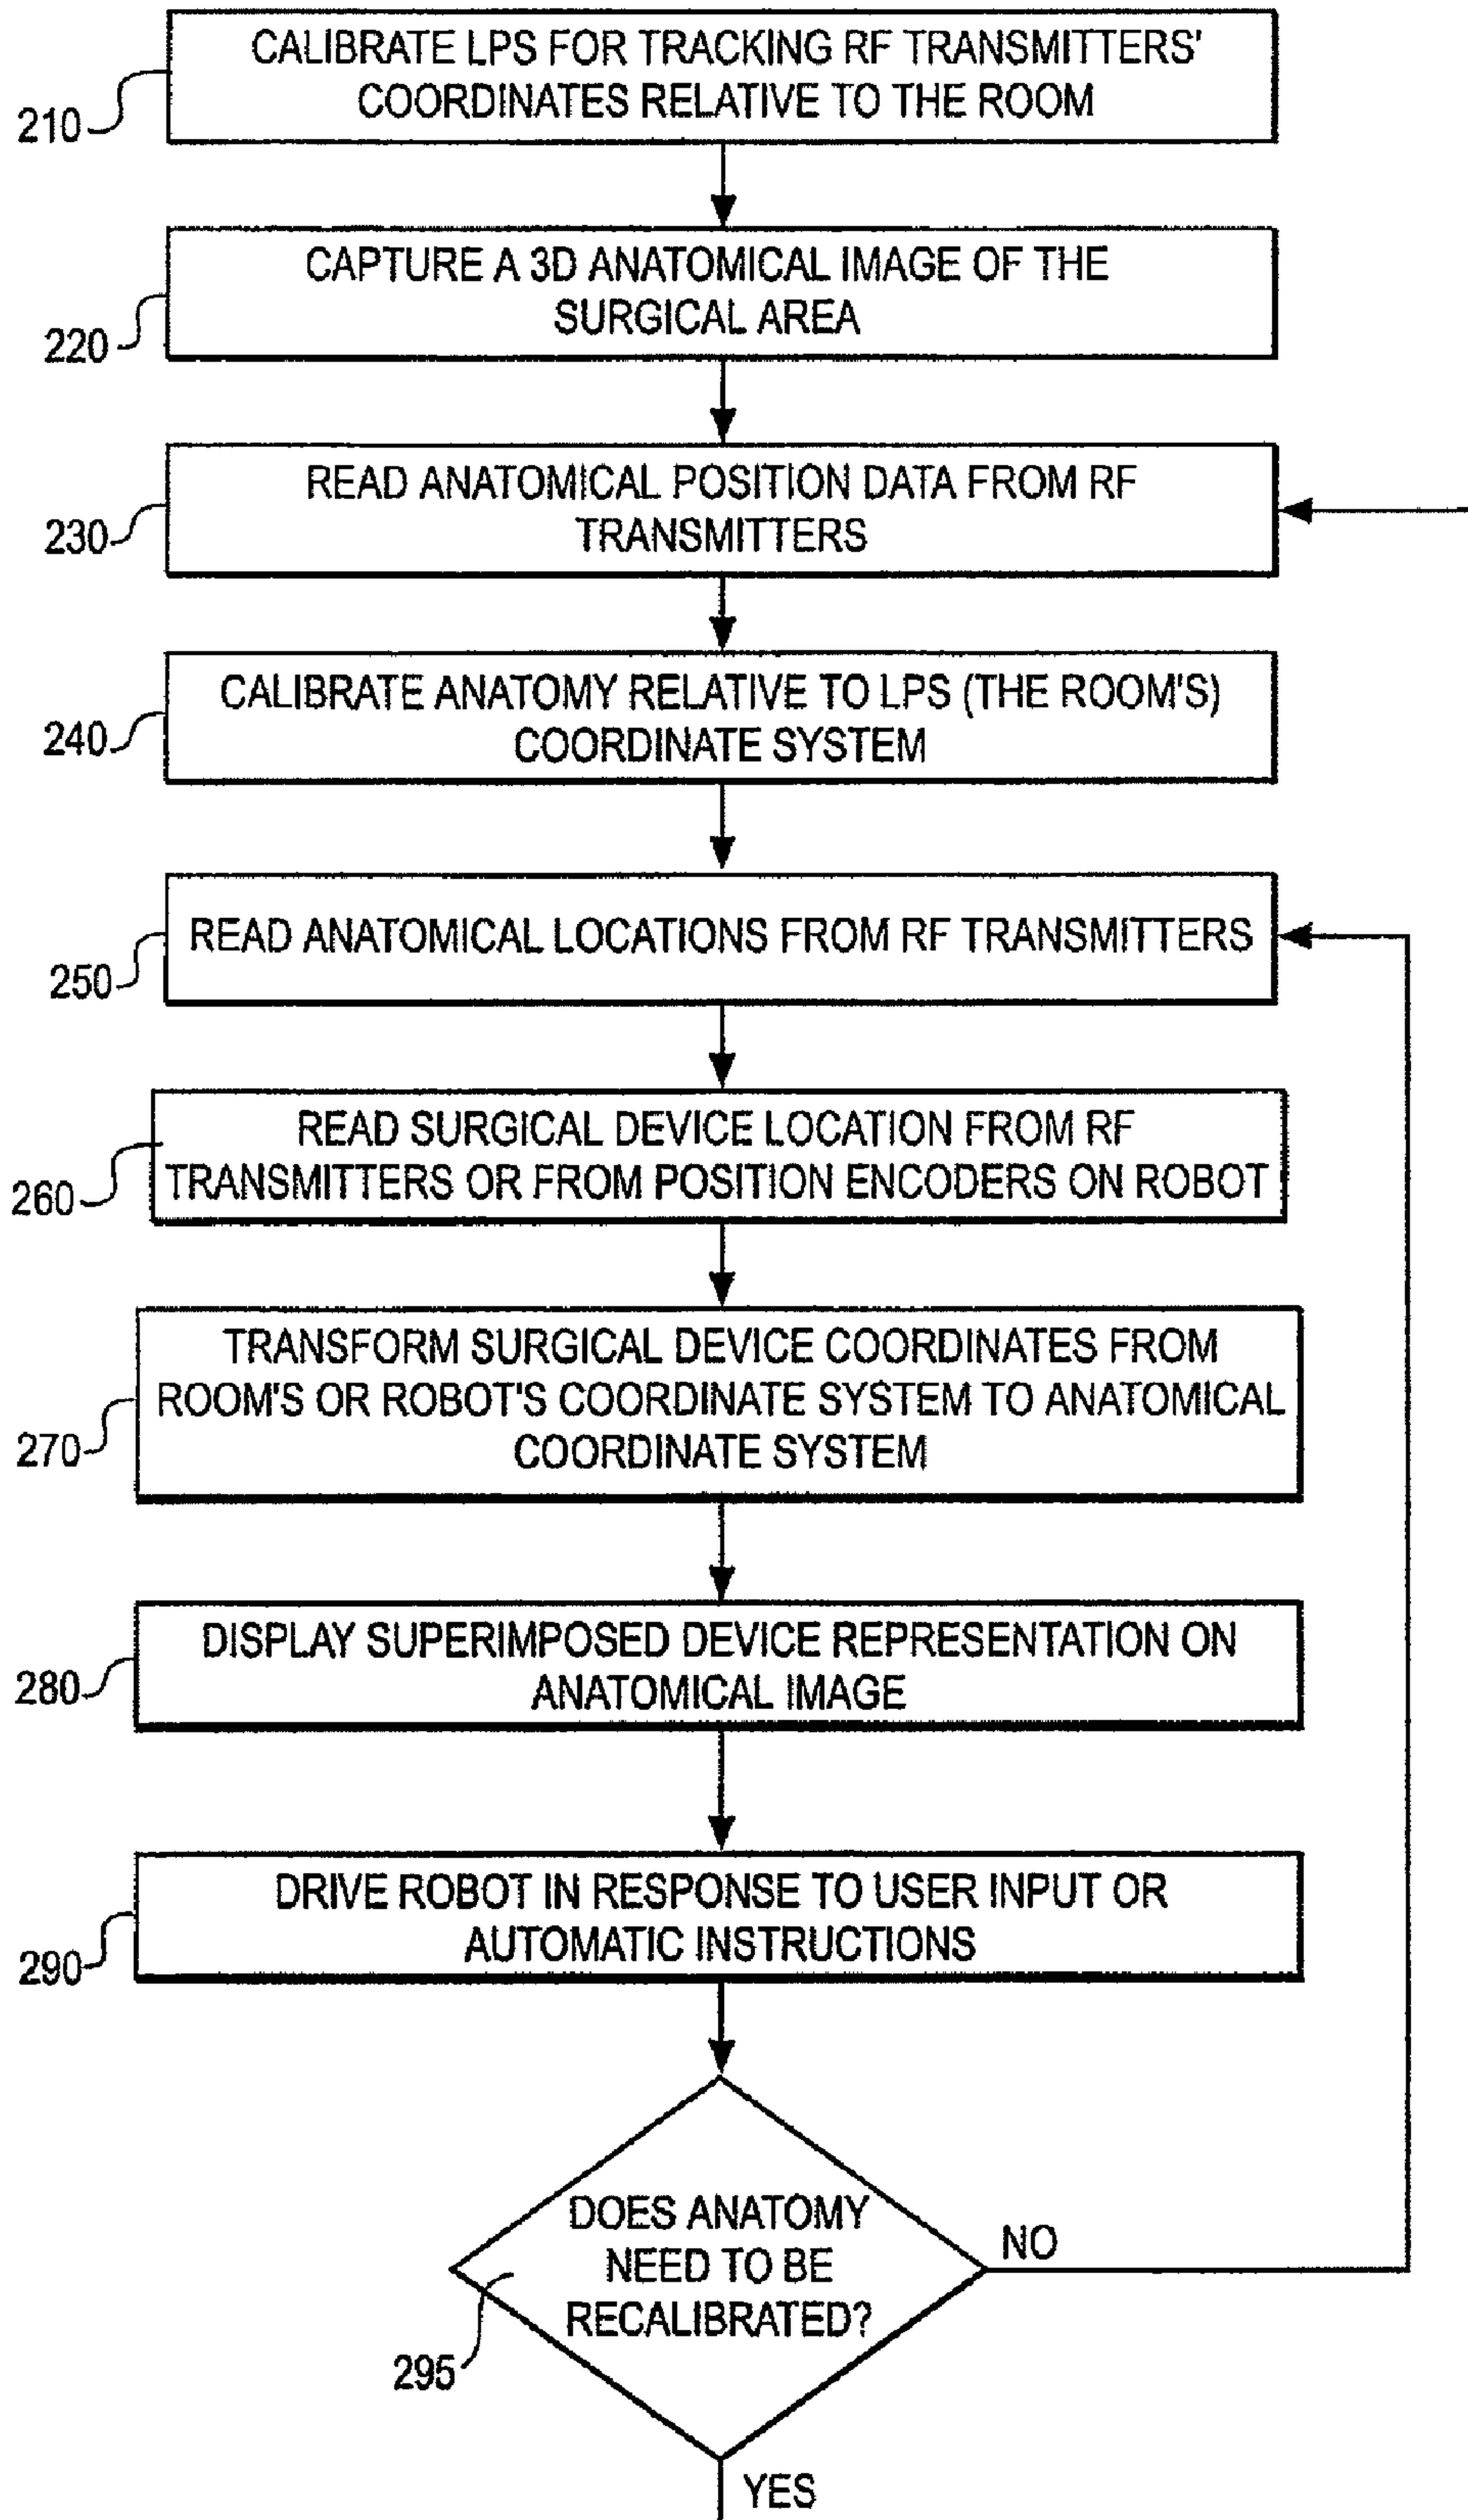 CALIBRATE LPS FOR TRACKING RF TRANSMITTERS'
COORDINATES RELATIVE TO THE ROOM
210
CAPTURE A 3D ANATOMICAL IMAGE OF THE
SURGICAL AREA
220
READ ANATOMICAL POSITION DATA FROM RF
TRANSMITTERS
230
CALIBRATE ANATOMY RELATIVE TO LPS (THE ROOM'S)
COORDINATE SYSTEM
240
READ ANATOMICAL LOCATIONS FROM RF TRANSMITTERS
250
READ SURGICAL DEVICE LOCATION FROM RF
TRANSMITTERS OR FROM POSITION ENCODERS ON ROBOT
260
TRANSFORM SURGICAL DEVICE COORDINATES FROM
ROOM'S OR ROBOT'S COORDINATE SYSTEM TO ANATOMICAL
COORDINATE SYSTEM
270
DISPLAY SUPERIMPOSED DEVICE REPRESENTATION ON
ANATOMICAL IMAGE
280
DRIVE ROBOT IN RESPONSE TO USER INPUT OR
AUTOMATIC INSTRUCTIONS
290
DOES ANATOMY
NEED TO BE
RECALIBRATED?
NO
295
YES